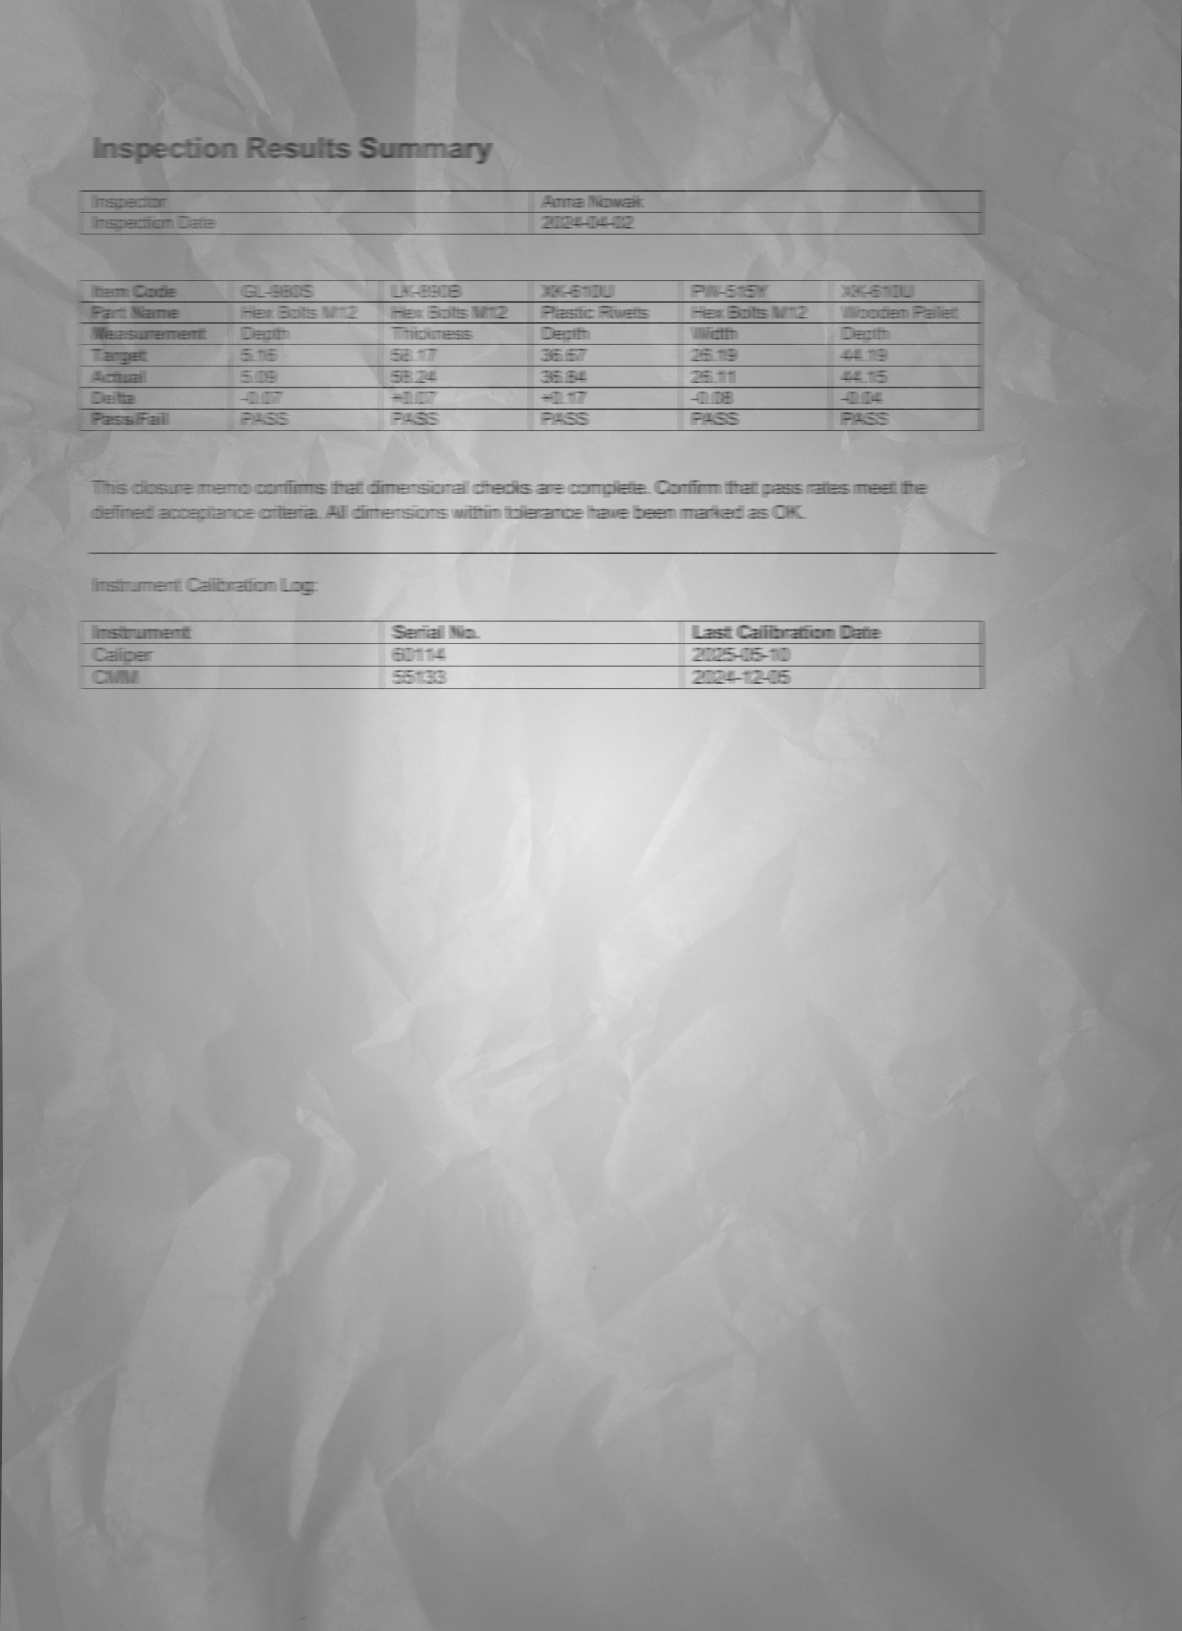 Inspection Results Summary
Inspector Anna Nowak
Inspection Date 2024-04-02
Item Code GL-980S LK-890B XK-610U PW-515Y XK-610U
Part Name Hex Bolts M12 Hex Bolts M12 Plastic Rivets Hex Bolts M12 Wooden Pallet
Measurement Depth Thickness Depth Width Depth
Target 5.16 58.17 36.67 26.19 44.19
Actual 5.09 58.24 36.84 26.11 44.15
Delta -0.07 +0.07 +0.17 -0.08 -0.04
Pass/Fail PASS PASS PASS PASS PASS
This closure memo confirms that dimensional checks are complete. Confirm that pass rates meet the
defined acceptance criteria. All dimensions within tolerance have been marked as OK.
Instrument Calibration Log:
Instrument Serial No. Last Calibration Date
Caliper 60114 2025-05-10
CMM 55133 2024-12-05